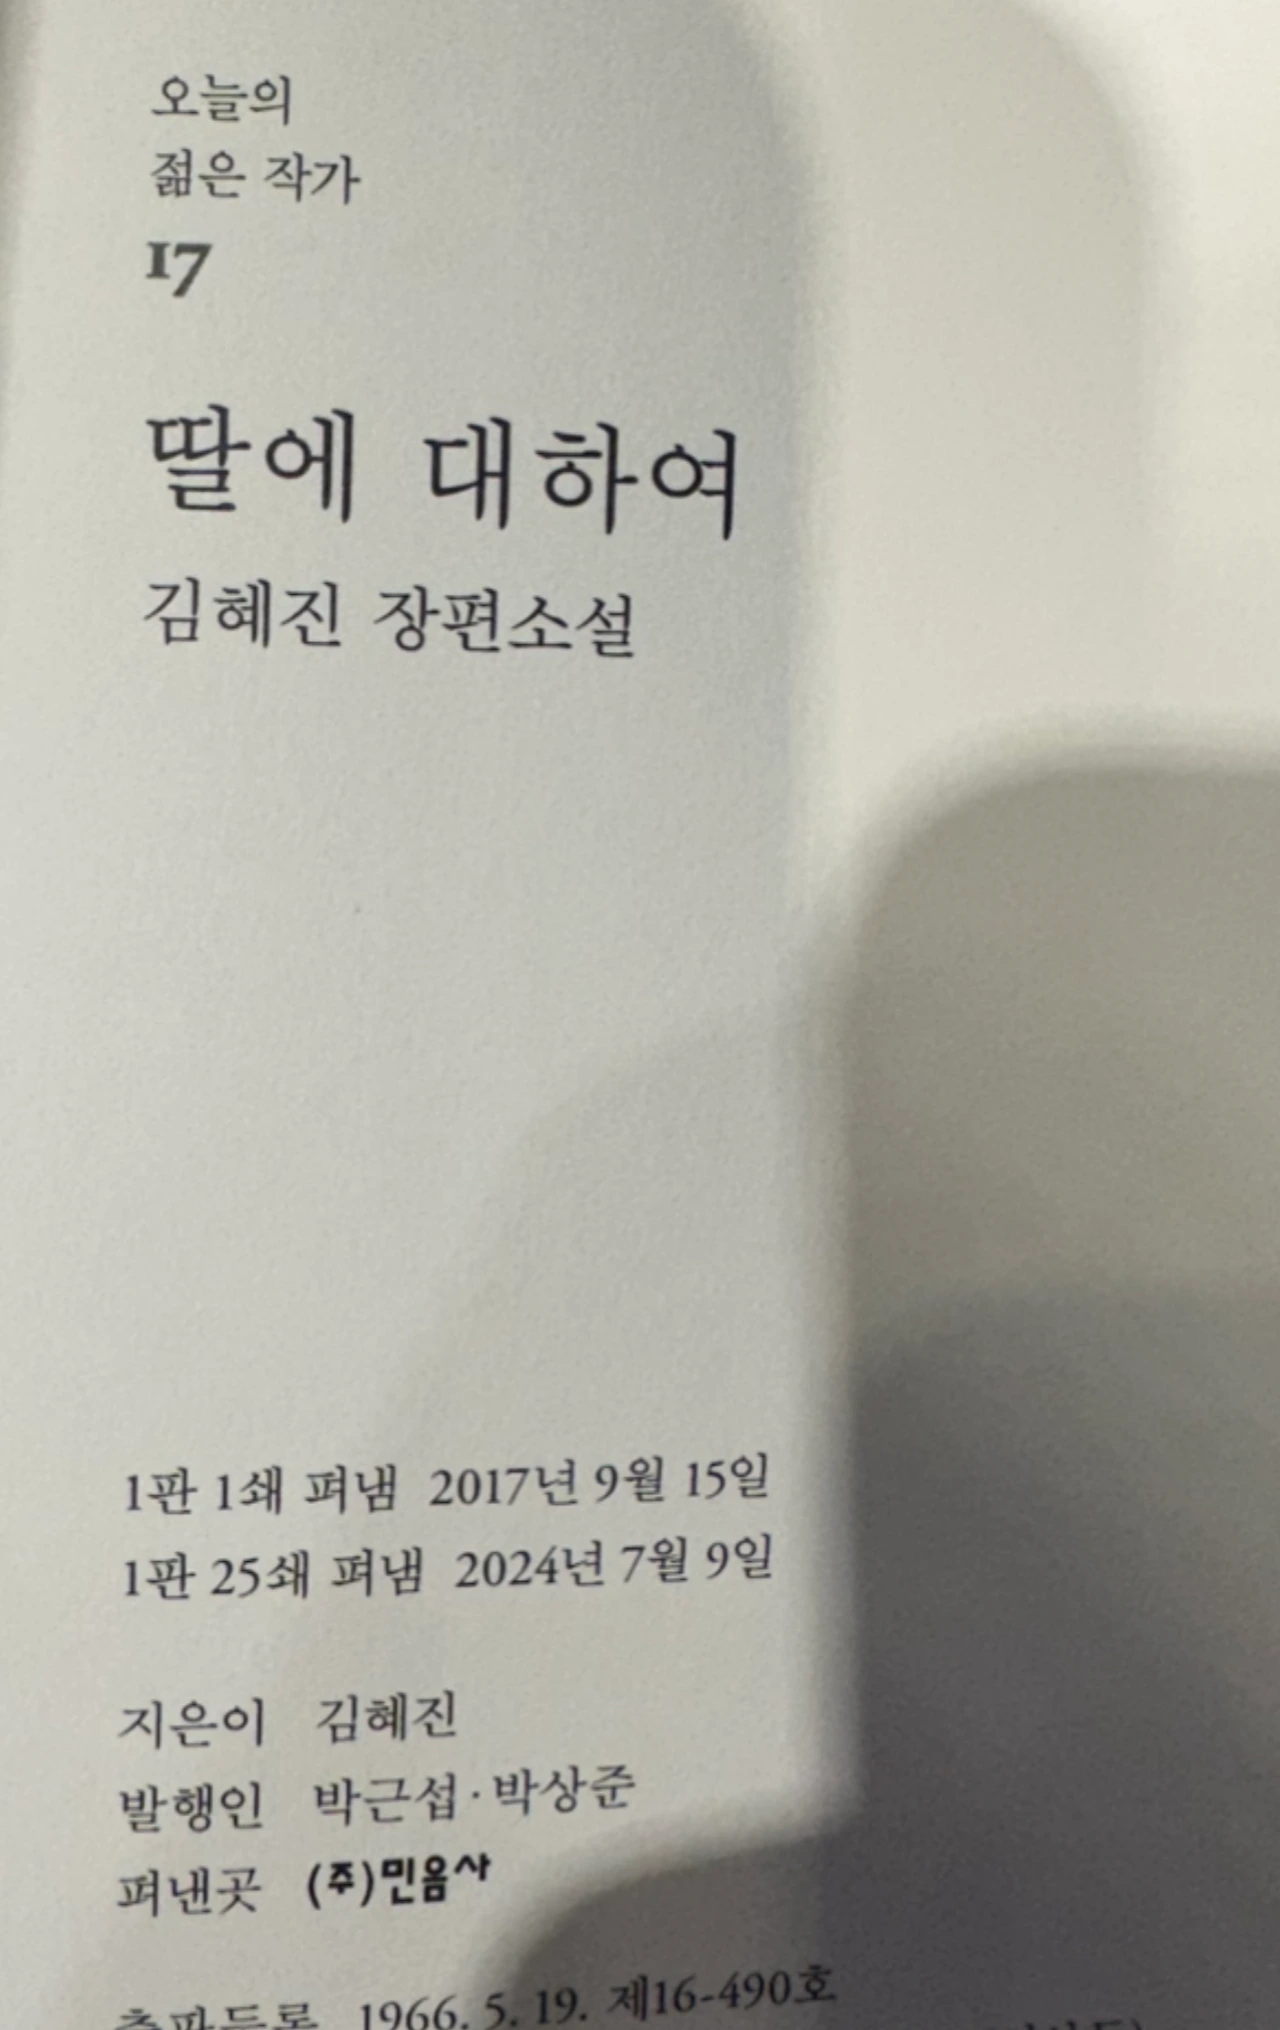 오늘의
젊은 작가
17
딸에 대하여
김혜진 장편소설
1판 1쇄 펴냄 2017년 9월 15일
1판 25쇄 펴냄 2024년 7월 9일
지은이 김혜진
발행인 박근섭·박상준
펴낸곳 (주)민음사
출판등록 1966. 5. 19. 제16-490호